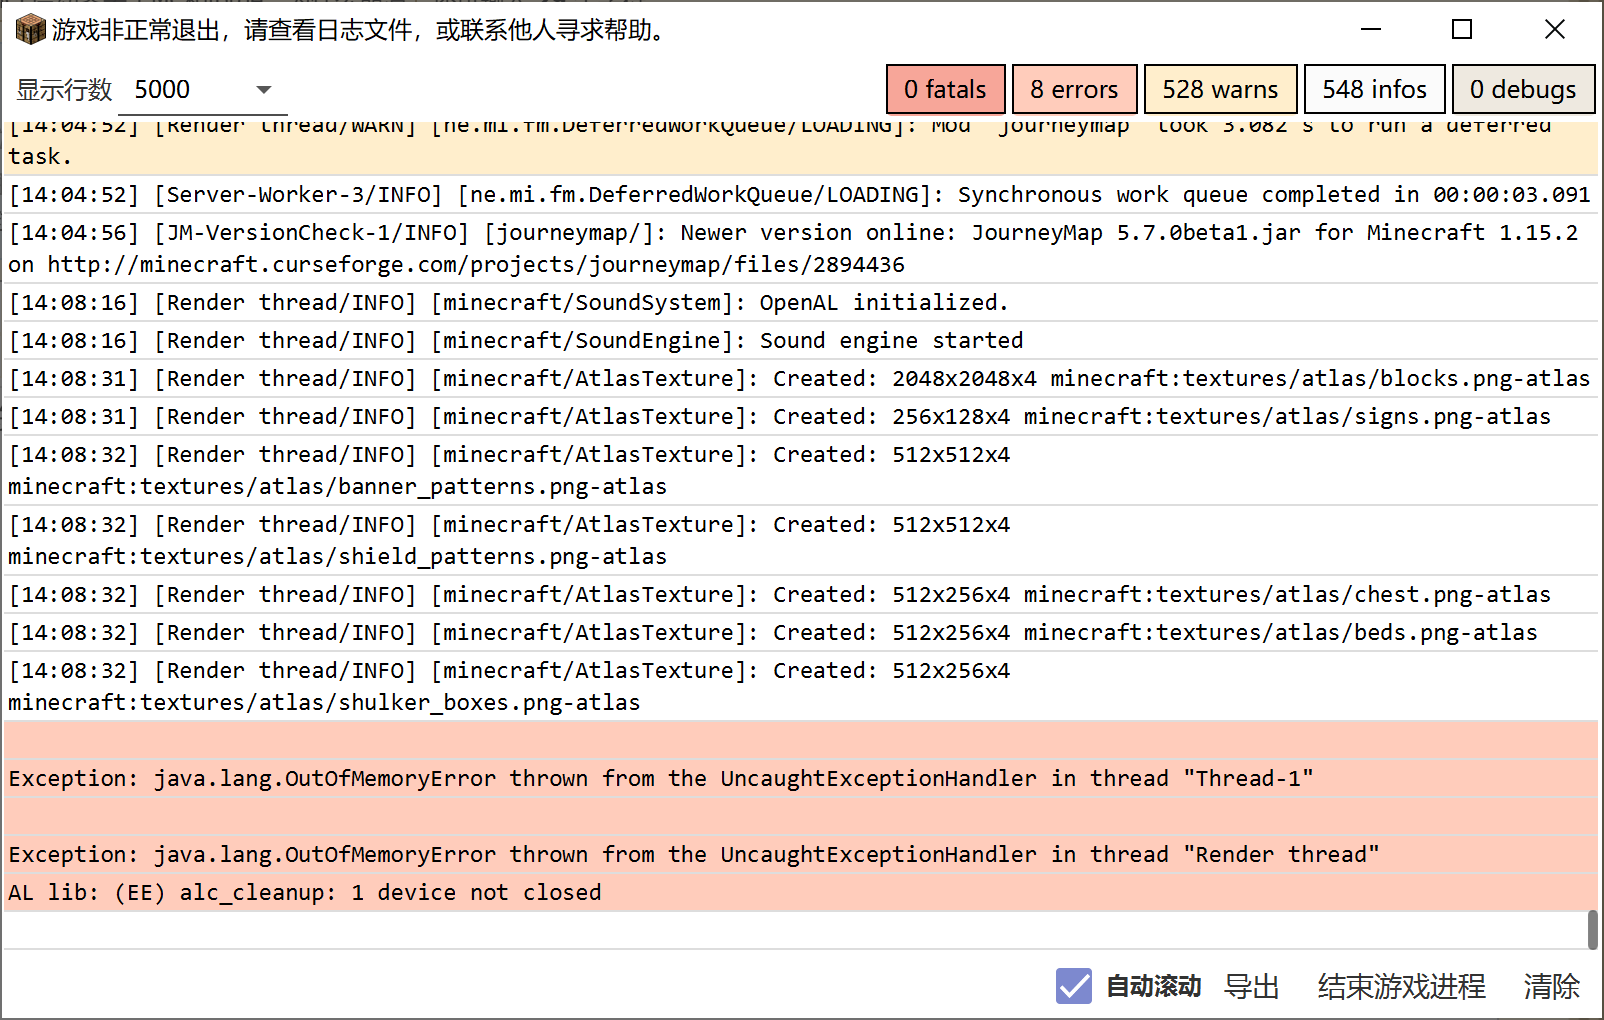 游戏非正常退出，请查看日志文件，或联系他人寻求帮助。
显示行数 5000 0 fatals 8 errors 528 warns 548 infos 0 debugs
[14:04:52] [Render thread/WARN] [ne.mi.fm.DeferredWorkQueue/LOADING]: Mod 'journeymap' took 3.082 s to run a deferred
task.
[14:04:52] [Server-Worker-3/INFO] [ne.mi.fm.DeferredWorkQueue/LOADING]: Synchronous work queue completed in 00:00:03.091
[14:04:56] [JM-VersionCheck-1/INFO] [journeymap/]: Newer version online: JourneyMap 5.7.0beta1.jar for Minecraft 1.15.2
on http://minecraft.curseforge.com/projects/journeymap/files/2894436
[14:08:16] [Render thread/INFO] [minecraft/SoundSystem]: OpenAL initialized.
[14:08:16] [Render thread/INFO] [minecraft/SoundEngine]: Sound engine started
[14:08:31] [Render thread/INFO] [minecraft/AtlasTexture]: Created: 2048x2048x4 minecraft:textures/atlas/blocks.png-atlas
[14:08:31] [Render thread/INFO] [minecraft/AtlasTexture]: Created: 256x128x4 minecraft:textures/atlas/signs.png-atlas
[14:08:32] [Render thread/INFO] [minecraft/AtlasTexture]: Created: 512x512x4
minecraft:textures/atlas/banner_patterns.png-atlas
[14:08:32] [Render thread/INFO] [minecraft/AtlasTexture]: Created: 512x512x4
minecraft:textures/atlas/shield_patterns.png-atlas
[14:08:32] [Render thread/INFO] [minecraft/AtlasTexture]: Created: 512x256x4 minecraft:textures/atlas/chest.png-atlas
[14:08:32] [Render thread/INFO] [minecraft/AtlasTexture]: Created: 512x256x4 minecraft:textures/atlas/beds.png-atlas
[14:08:32] [Render thread/INFO] [minecraft/AtlasTexture]: Created: 512x256x4
minecraft:textures/atlas/shulker_boxes.png-atlas
Exception: java.lang.OutOfMemoryError thrown from the UncaughtExceptionHandler in thread "Thread-1"
Exception: java.lang.OutOfMemoryError thrown from the UncaughtExceptionHandler in thread "Render thread"
AL lib: (EE) alc_cleanup: 1 device not closed
自动滚动 导出 结束游戏进程 清除